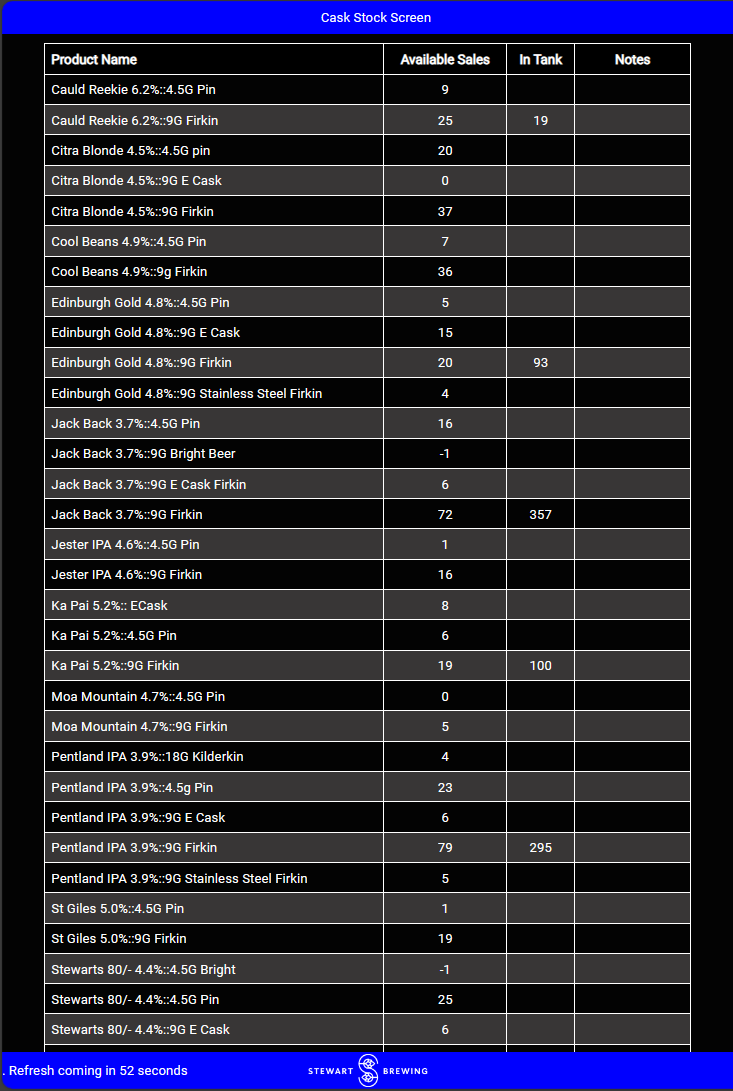 Cask Stock Screen
Product Name Available Sales In Tank Notes
Cauld Reekie 6.2%::4.5G Pin 9
Cauld Reekie 6.2%::9G Firkin 25 19
Citra Blonde 4.5%::4.5G pin 20
Citra Blonde 4.5%::9G E Cask 0
Citra Blonde 4.5%::9G Firkin 37
Cool Beans 4.9%::4.5G Pin 7
Cool Beans 4.9%::9g Firkin 36
Edinburgh Gold 4.8%::4.5G Pin 5
Edinburgh Gold 4.8%::9G E Cask 15
Edinburgh Gold 4.8%::9G Firkin 20 93
Edinburgh Gold 4.8%::9G Stainless Steel Firkin 4
Jack Back 3.7%::4.5G Pin 16
Jack Back 3.7%::9G Bright Beer -1
Jack Back 3.7%::9G E Cask Firkin 6
Jack Back 3.7%::9G Firkin 72 357
Jester IPA 4.6%::4.5G Pin 1
Jester IPA 4.6%::9G Firkin 16
Ka Pai 5.2%:: ECask 8
Ka Pai 5.2%::4.5G Pin 6
Ka Pai 5.2%::9G Firkin 19 100
Moa Mountain 4.7%::4.5G Pin 0
Moa Mountain 4.7%::9G Firkin 5
Pentland IPA 3.9%::18G Kilderkin 4
Pentland IPA 3.9%::4.5g Pin 23
Pentland IPA 3.9%::9G E Cask 6
Pentland IPA 3.9%::9G Firkin 79 295
Pentland IPA 3.9%::9G Stainless Steel Firkin 5
St Giles 5.0%::4.5G Pin 1
St Giles 5.0%::9G Firkin 19
Stewarts 80/- 4.4%::4.5G Bright -1
Stewarts 80/- 4.4%::4.5G Pin 25
Stewarts 80/- 4.4%::9G E Cask 6
. Refresh coming in 52 seconds STEWART BREWING